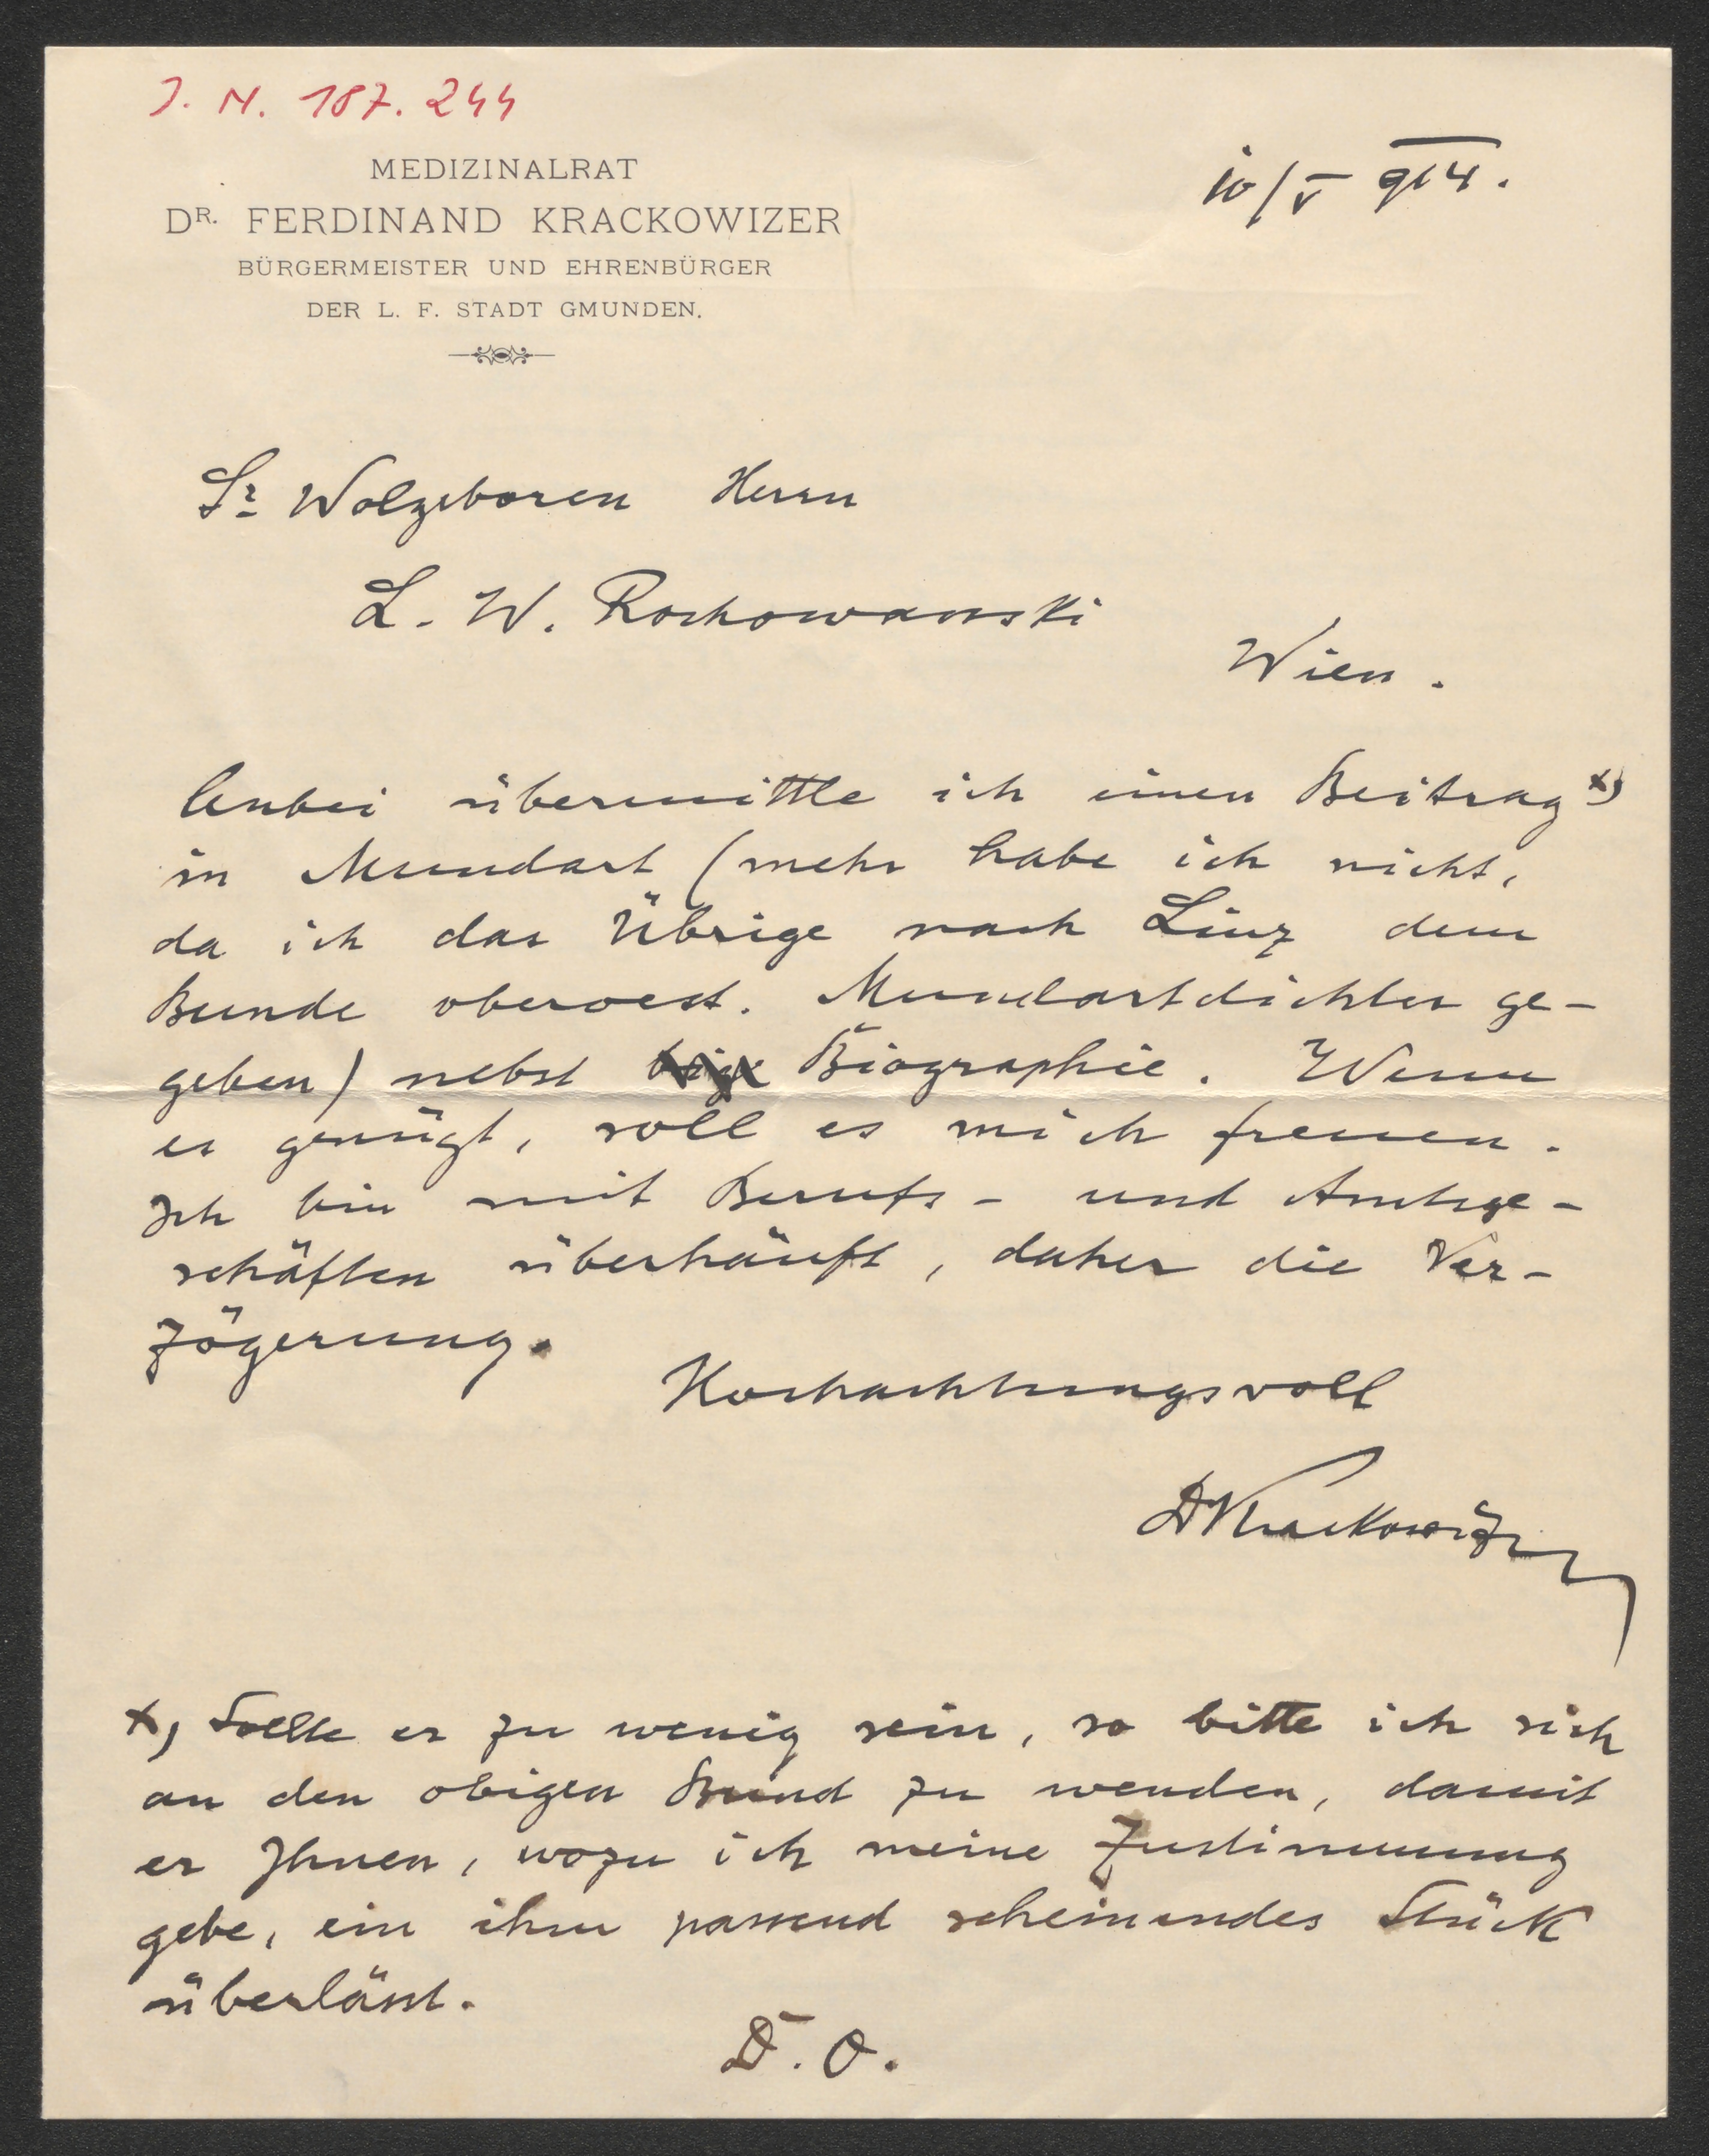 J. N. 187.244
MEDIZINALRAT
DR. FERDINAND KRACKOWIZER
BÜRGERMEISTER UND EHRENBÜRGER
DER L. F. STADT GMUNDEN.
10/V 914.
Sr Wolgeboren Herrn
L. W. Rochowanski
Wien.
Anbei übermittle ich einen Beitrag x)
in Mundart (mehr habe ich nicht,
da ich das Übrige nach Linz dem
Bunde oberoest. Mundartdichter ge-
geben) nebst Biographie. Wenn
es genügt, soll es mich freuen.
Ich bin mit Berufs- und Amtsge-
schäften überhäuft, daher die Ver-
zögerung.
Hochachtungsvoll
DKrackowizer
x) Sollte es zu wenig sein, so bitte ich sich
an den obigen Bund zu wenden, damit
er Ihnen, wozu ich meine Zustimmung
gebe, ein ihm passend scheinendes Stück
überlässt.
D. O.